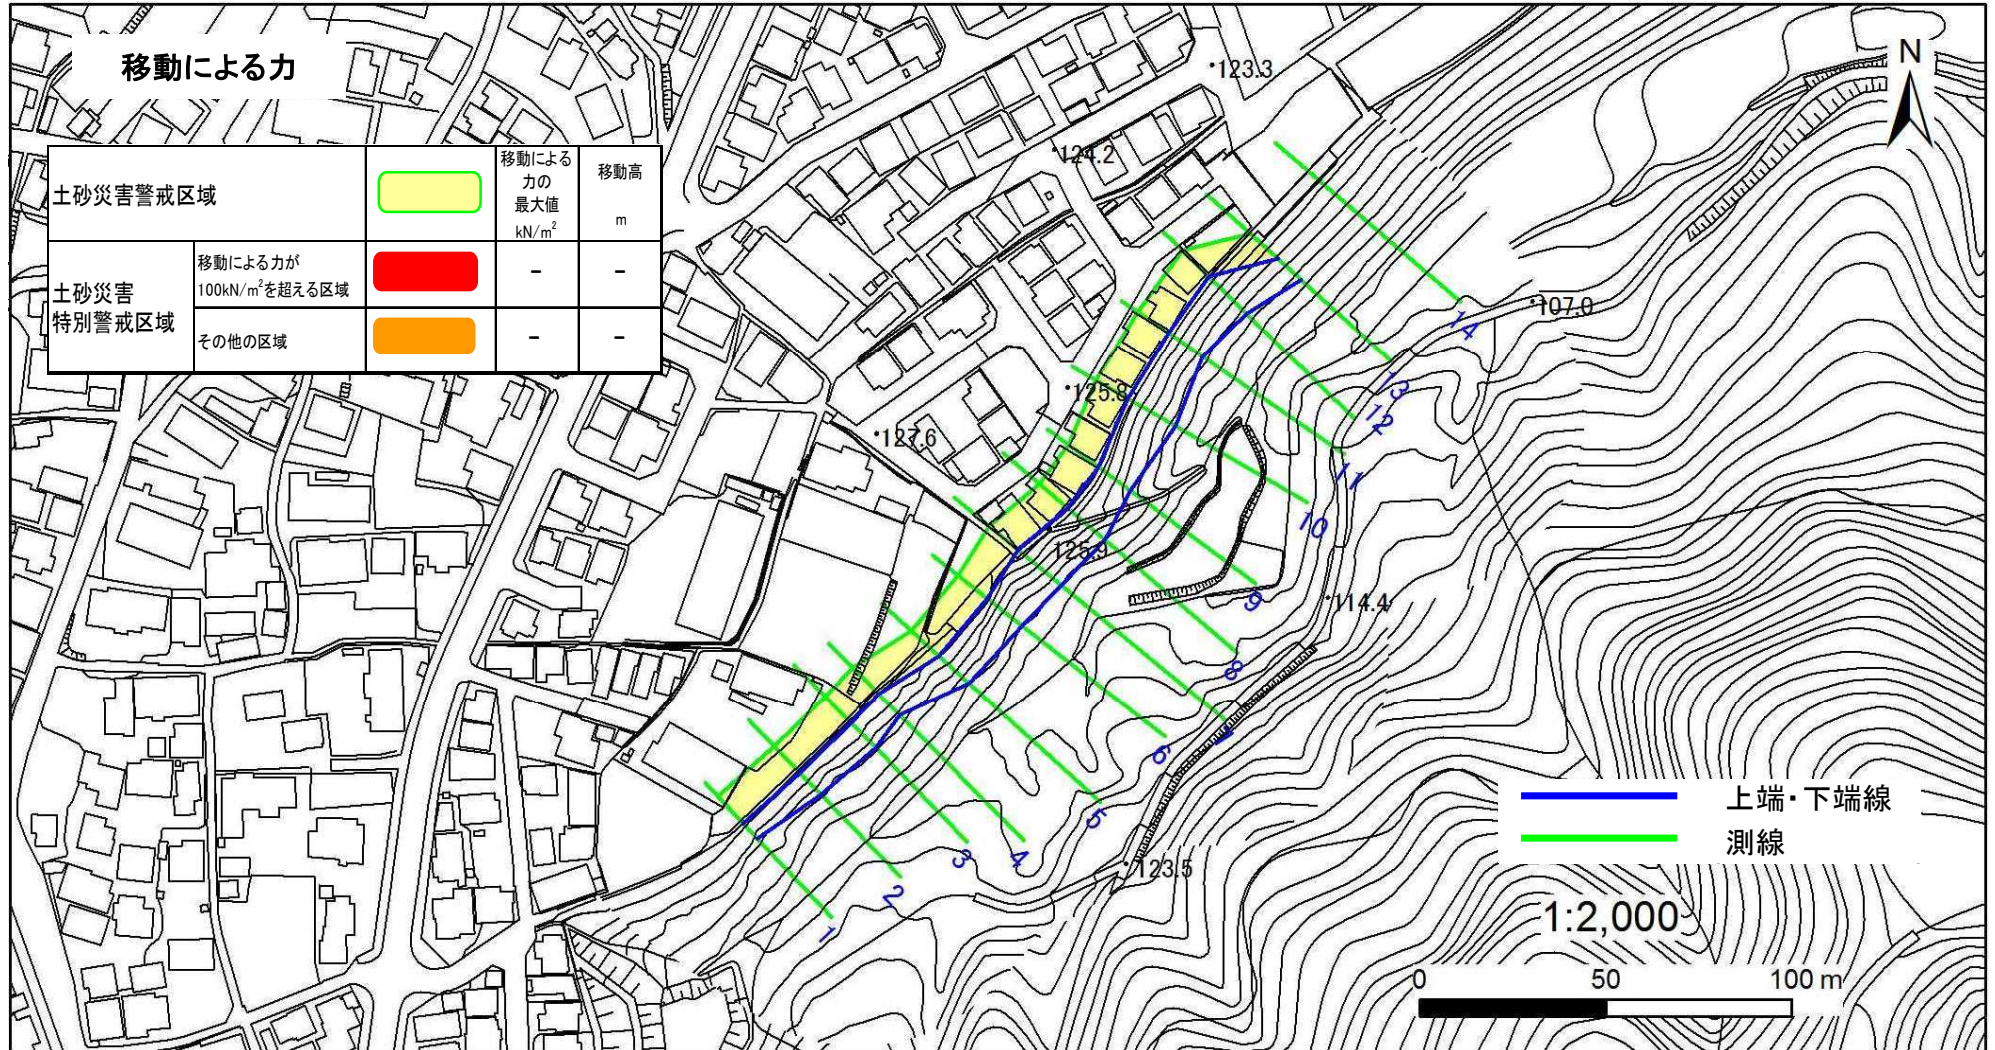 移動による力
土砂災害警戒区域
移動による
力の
最大値
kN/m²
移動高
m
土砂災害
特別警戒区域
移動による力が
100kN/m²を超える区域
-
-
その他の区域
-
-
N
123.3
124.2
107.0
125.8
127.6
125.9
114.4
123.5
14
13
12
11
10
9
8
6
5
4
3
2
1
上端・下端線
測線
1:2,000
0
50
100 m